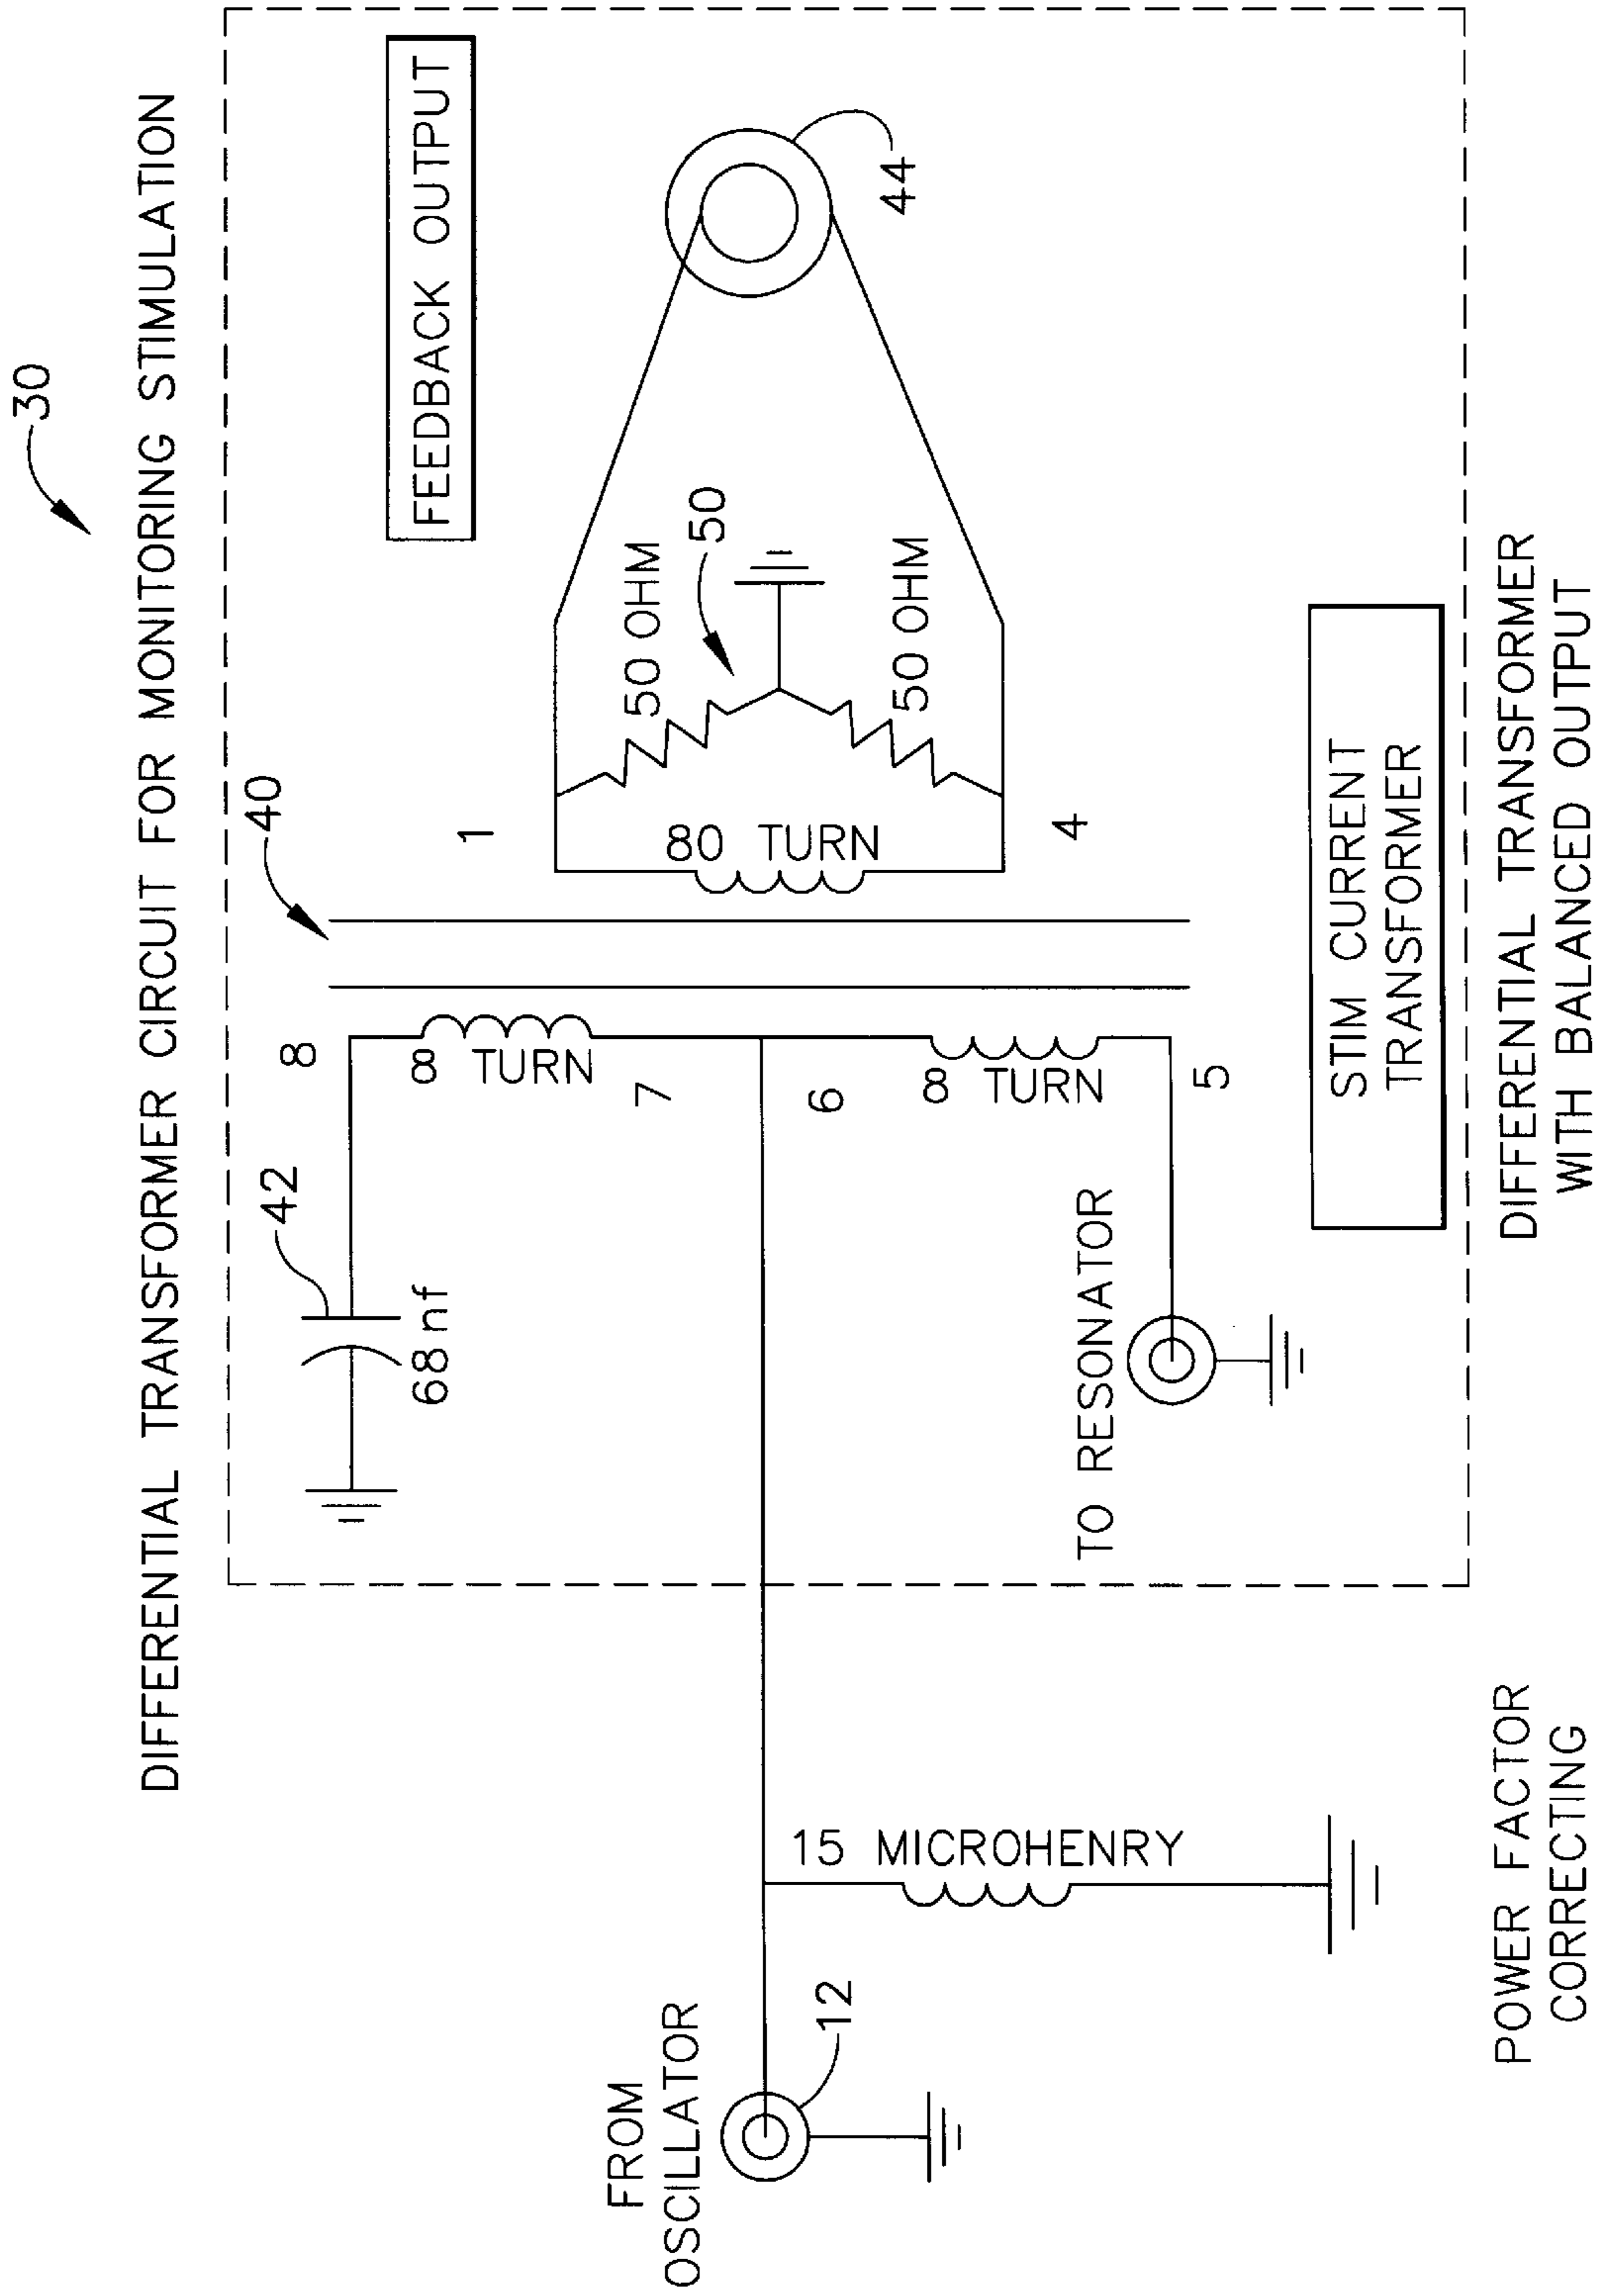 30
DIFFERENTIAL TRANSFORMER CIRCUIT FOR MONITORING STIMULATION
FEEDBACK OUTPUT
40
42
8
1
68 nf
8 TURN
7
50 OHM
50
80 TURN
44
FROM
OSCILLATOR
12
15 MICROHENRY
6
8 TURN
50 OHM
4
TO RESONATOR
5
STIM CURRENT
TRANSFORMER
POWER FACTOR
CORRECTING
DIFFERENTIAL TRANSFORMER
WITH BALANCED OUTPUT